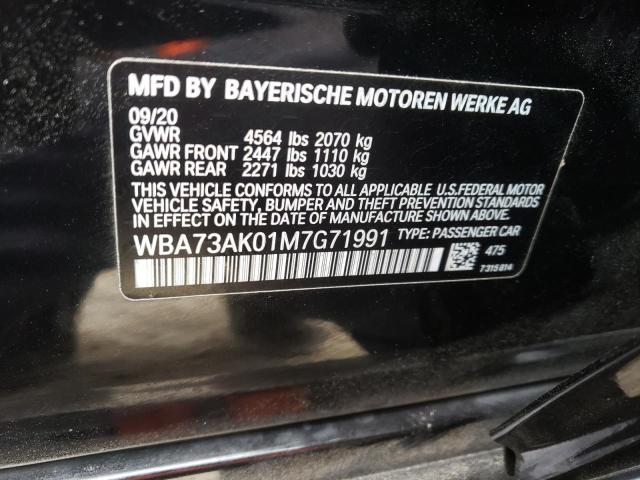 MFD BY BAYERISCHE MOTOREN WERKE AG
09/20
GVWR 4564 lbs 2070 kg
GAWR FRONT 2447 lbs 1110 kg
GAWR REAR 2271 lbs 1030 kg
THIS VEHICLE CONFORMS TO ALL APPLICABLE U.S.FEDERAL MOTOR
VEHICLE SAFETY, BUMPER AND THEFT PREVENTION STANDARDS
IN EFFECT ON THE DATE OF MANUFACTURE SHOWN ABOVE.
WBA73AK01M7G71991 TYPE: PASSENGER CAR
475
7315814